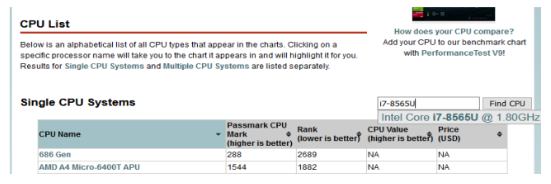 CPU List
How does your CPU compare?
Below is an alphabetical list of all CPU types that appear in the charts. Clicking on a
Add your CPU to our benchmark chart
specific processor name will take you to the chart it appears in and will highlight it for you.
with PerformanceTest V9!
Results for Single CPU Systems and Multiple CPU Systems are listed separately.
Single CPU Systems
i7-8565U
Find CPU
Intel Core i7-8565U @ 1.80GHz
CPU Name
Passmark CPU
Mark
(higher is better)
Rank
(lower is better)
CPU Value
(higher is better)
Price
(USD)
686 Gen 288 2689 NA NA
AMD A4 Micro-6400T APU 1544 1882 NA NA